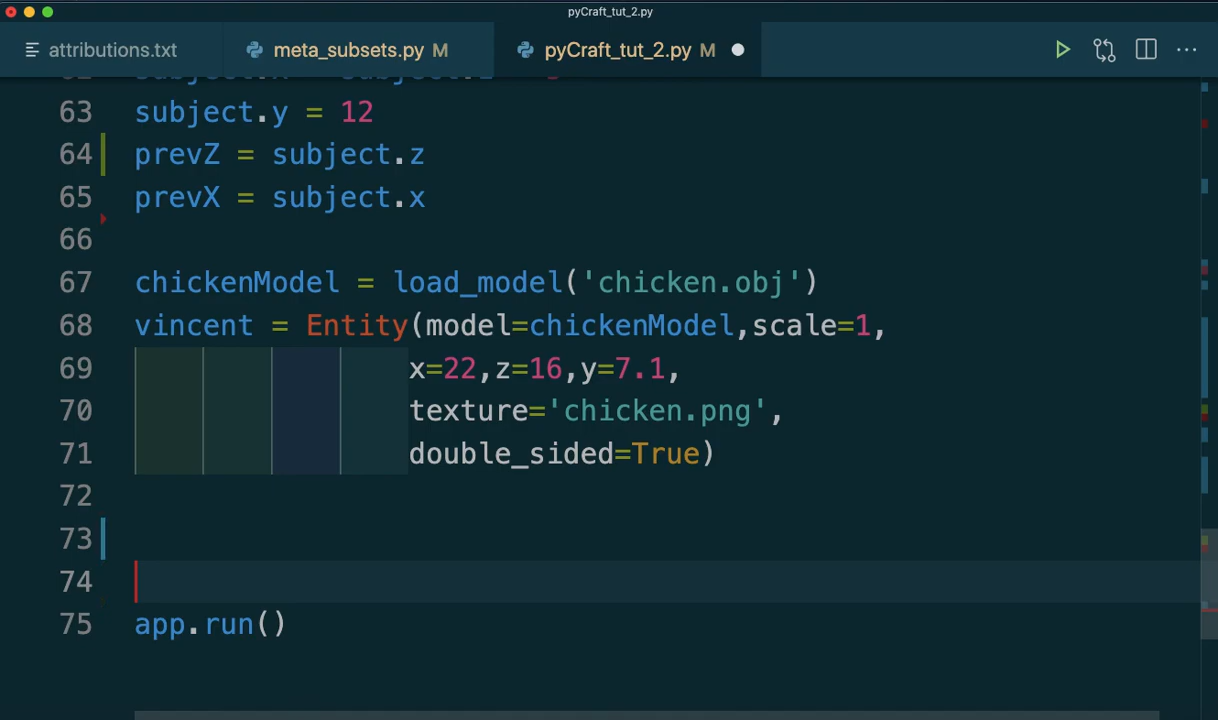 pyCraft_tut_2.py
attributions.txt meta_subsets.py M pyCraft_tut_2.py M
63 subject.y = 12
64 prevZ = subject.z
65 prevX = subject.x
66
67 chickenModel = load_model('chicken.obj')
68 vincent = Entity(model=chickenModel,scale=1,
69 x=22,z=16,y=7.1,
70 texture='chicken.png',
71 double_sided=True)
72
73
74
75 app.run()